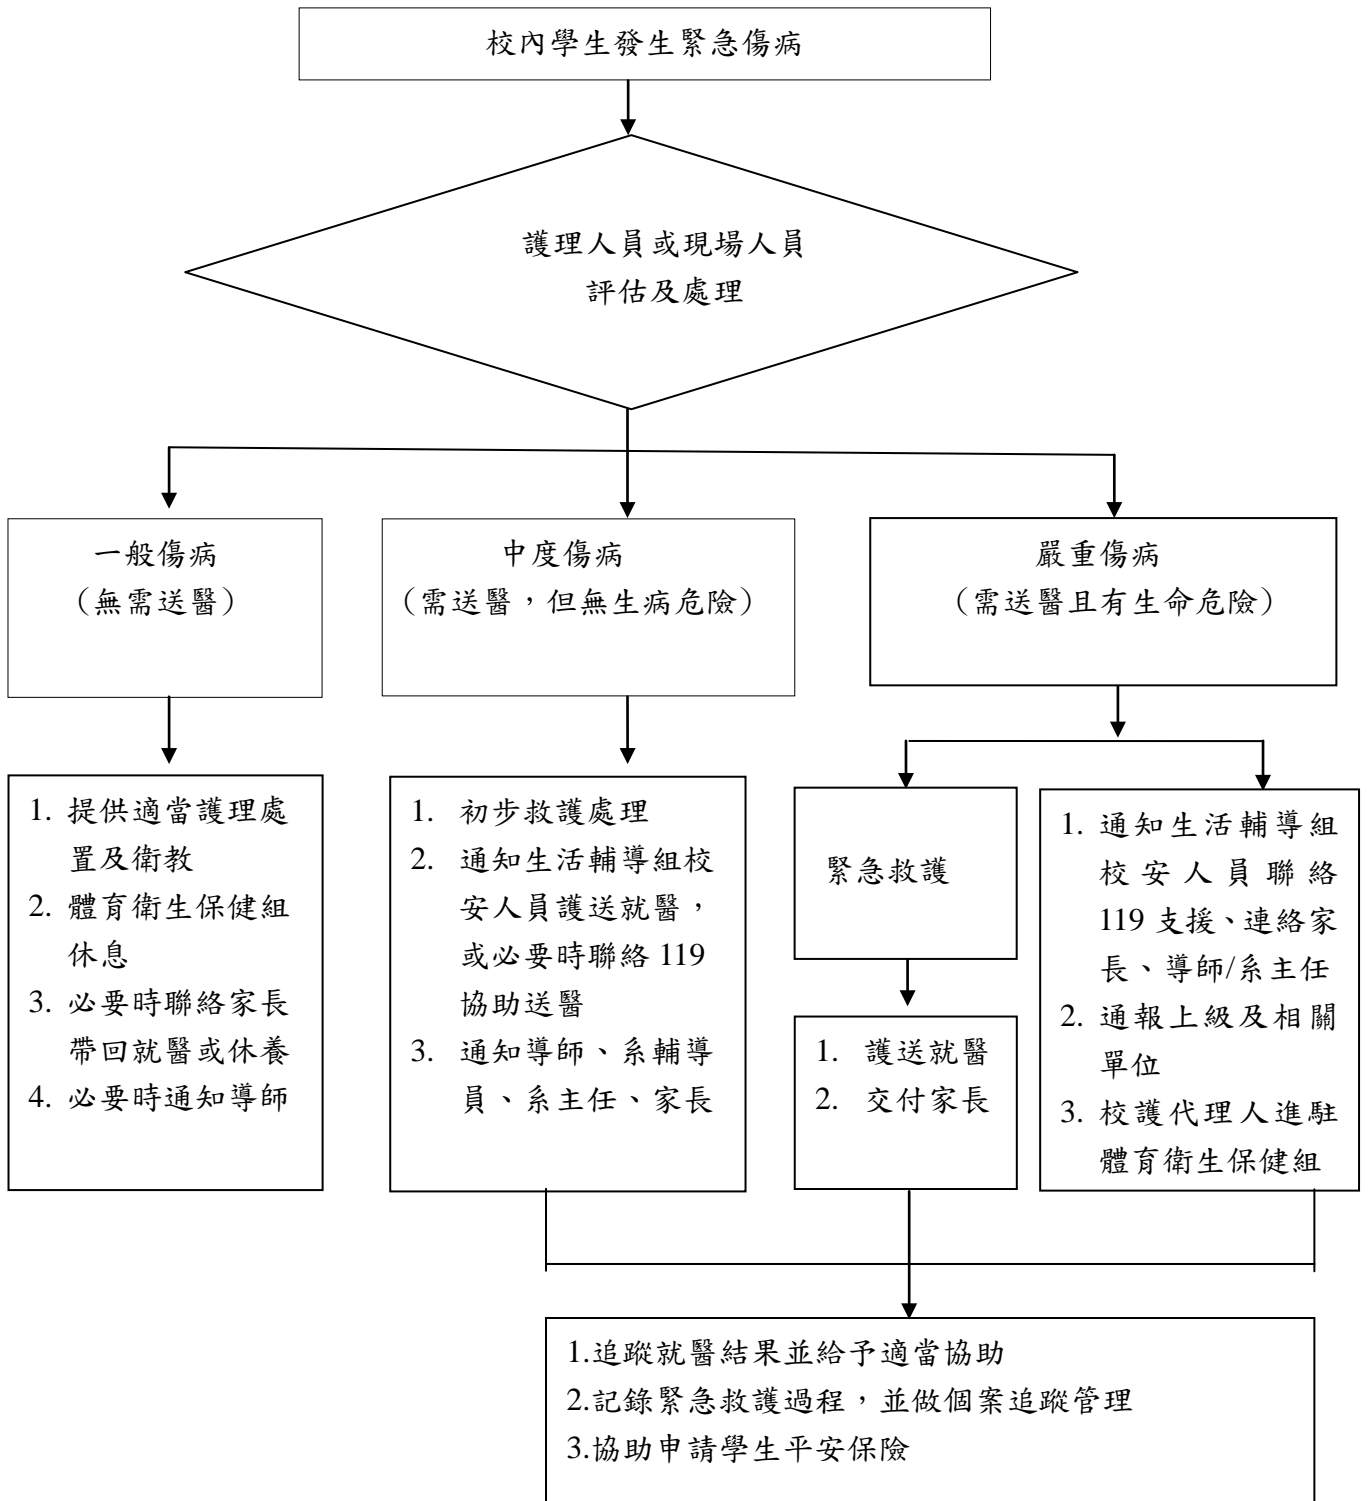 校內學生發生緊急傷病
護理人員或現場人員
評估及處理
一般傷病
（無需送醫）
中度傷病
（需送醫，但無生病危險）
嚴重傷病
（需送醫且有生命危險）
1. 提供適當護理處
置及衛教
2. 體育衛生保健組
休息
3. 必要時聯絡家長
帶回就醫或休養
4. 必要時通知導師
1. 初步救護處理
2. 通知生活輔導組校
安人員護送就醫，
或必要時聯絡 119
協助送醫
3. 通知導師、系輔導
員、系主任、家長
緊急救護
1. 護送就醫
2. 交付家長
1. 通知生活輔導組
校安人員聯絡
119 支援、連絡家
長、導師/系主任
2. 通報上級及相關
單位
3. 校護代理人進駐
體育衛生保健組
1.追蹤就醫結果並給予適當協助
2.記錄緊急救護過程，並做個案追蹤管理
3.協助申請學生平安保險